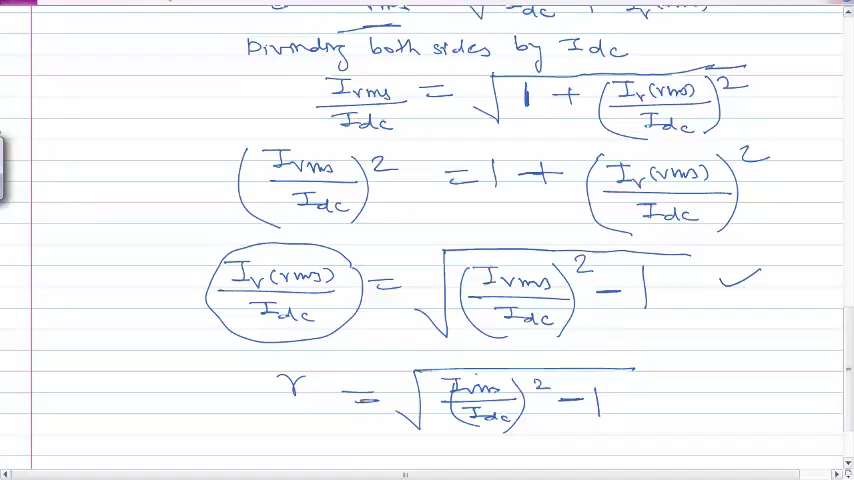 Dividing both sides by Idc
Irms/Idc = √(1 + (Ir(rms)/Idc)²)
(Irms/Idc)² = 1 + (Ir(rms)/Idc)²
Ir(rms)/Idc = √((Irms/Idc)² - 1) ✓
γ = √((Irms/Idc)² - 1)